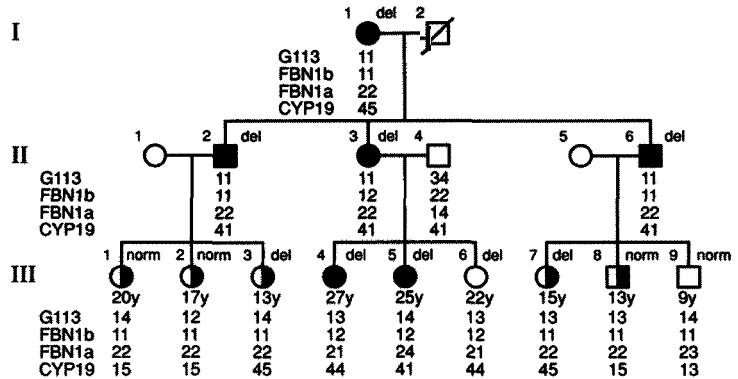 1 del 2
I
G113 11
FBN1b 11
FBN1a 22
CYP19 45
1 2 del 3 del 4 5 6 del
II
G113 11 11 34 11
FBN1b 11 12 22 11
FBN1a 22 22 14 22
CYP19 41 41 41 41
1 norm 2 norm 3 del 4 del 5 del 6 del 7 del 8 norm 9 norm
III
20y 17y 13y 27y 25y 22y 15y 13y 9y
G113 14 12 14 13 14 13 13 13 14
FBN1b 11 11 11 12 12 12 11 11 11
FBN1a 22 22 22 21 24 21 22 22 23
CYP19 15 15 45 44 41 44 45 15 13